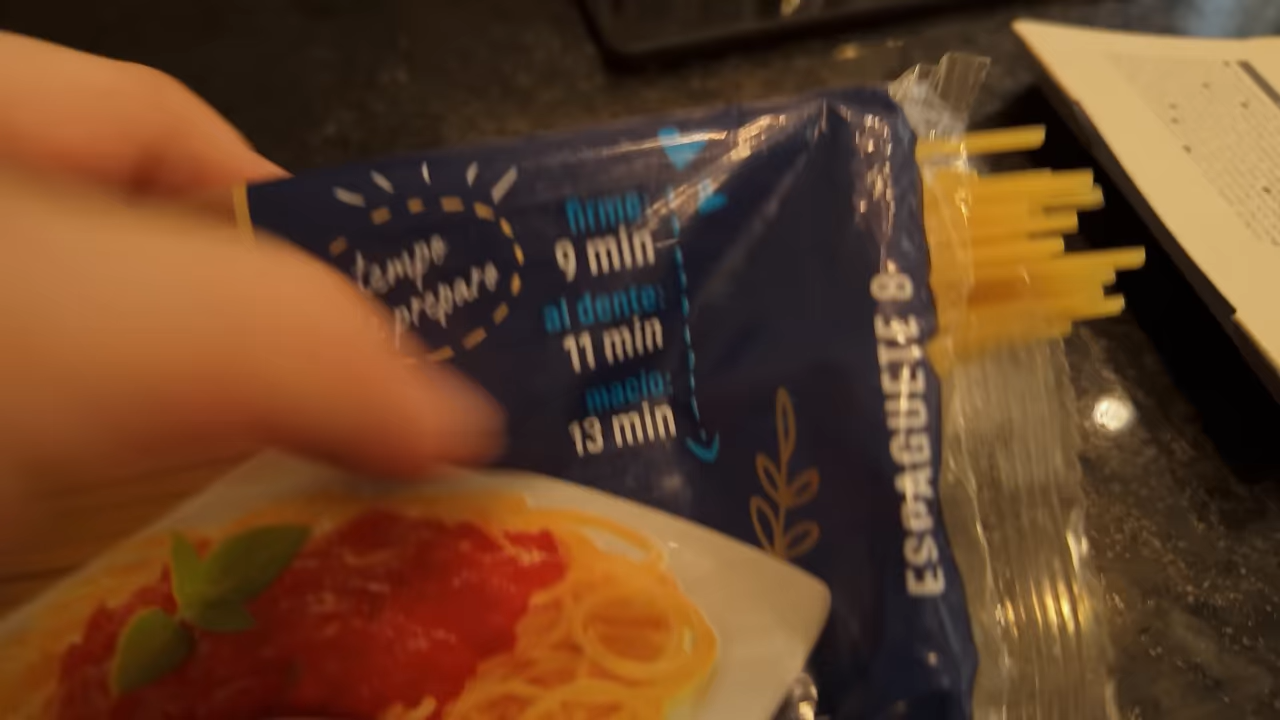 tempo
preparo
firme:
9 min
al dente:
11 min
macio:
13 min
ESPAGUETE 8